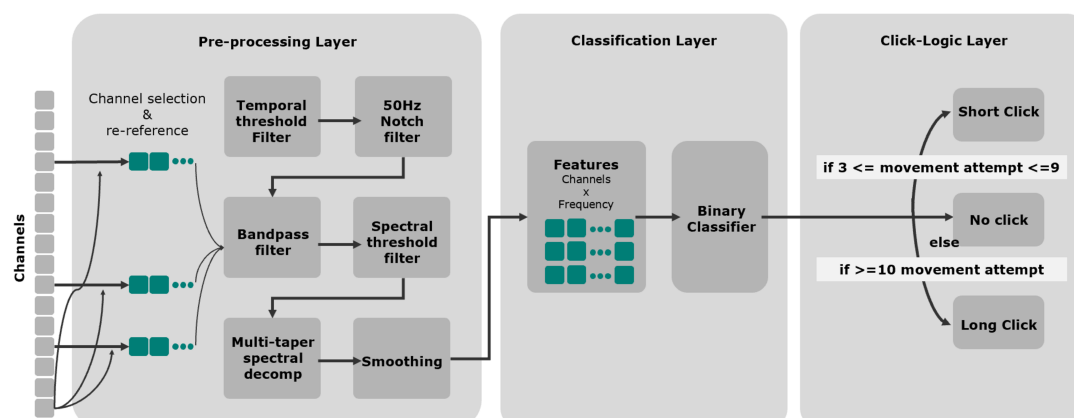 Pre-processing Layer
Classification Layer
Click-Logic Layer
Channels
Channel selection
&
re-reference
Temporal
threshold
Filter
50Hz
Notch
filter
Bandpass
filter
Spectral
threshold
filter
Multi-taper
spectral
decomp
Smoothing
Features
Channels
x
Frequency
Binary
Classifier
Short Click
if 3 <= movement attempt <=9
No click
else
if >=10 movement attempt
Long Click